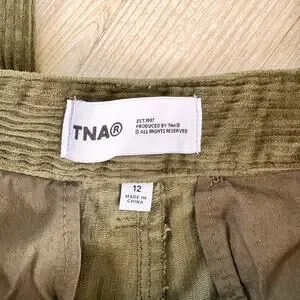 TNA®
EST.1997
PRODUCED BY TNA®
© ALL RIGHTS RESERVED
12
MADE IN
CHINA